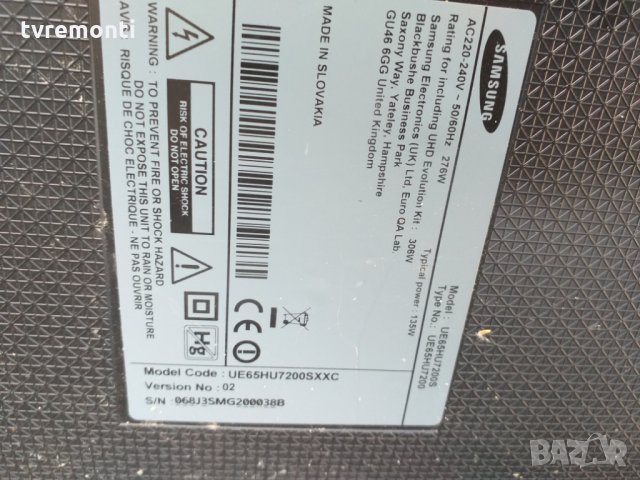 tvremonti
SAMSUNG
Model : UE65HU7200S
Type No.: UE65HU7200
AC220-240V~ 50/60Hz 276W
Typical power : 135W
Rating for including UHD Evolution Kit : 306W
Samsung Electronics (UK) Ltd, Euro QA Lab.
Blackbushe Business Park
Saxony Way, Yateley, Hampshire
GU46 6GG United Kingdom
MADE IN SLOVAKIA
CAUTION
RISK OF ELECTRIC SHOCK
DO NOT OPEN
WARNING : TO PREVENT FIRE OR SHOCK HAZARD
DO NOT EXPOSE THIS UNIT TO RAIN OR MOISTURE
RISQUE DE CHOC ELECTRIQUE - NE PAS OUVRIR
CE
Hg
Model Code : UE65HU7200SXXC
Version No : 02
S/N : 068J3SMG200038B
BAZAR
bg